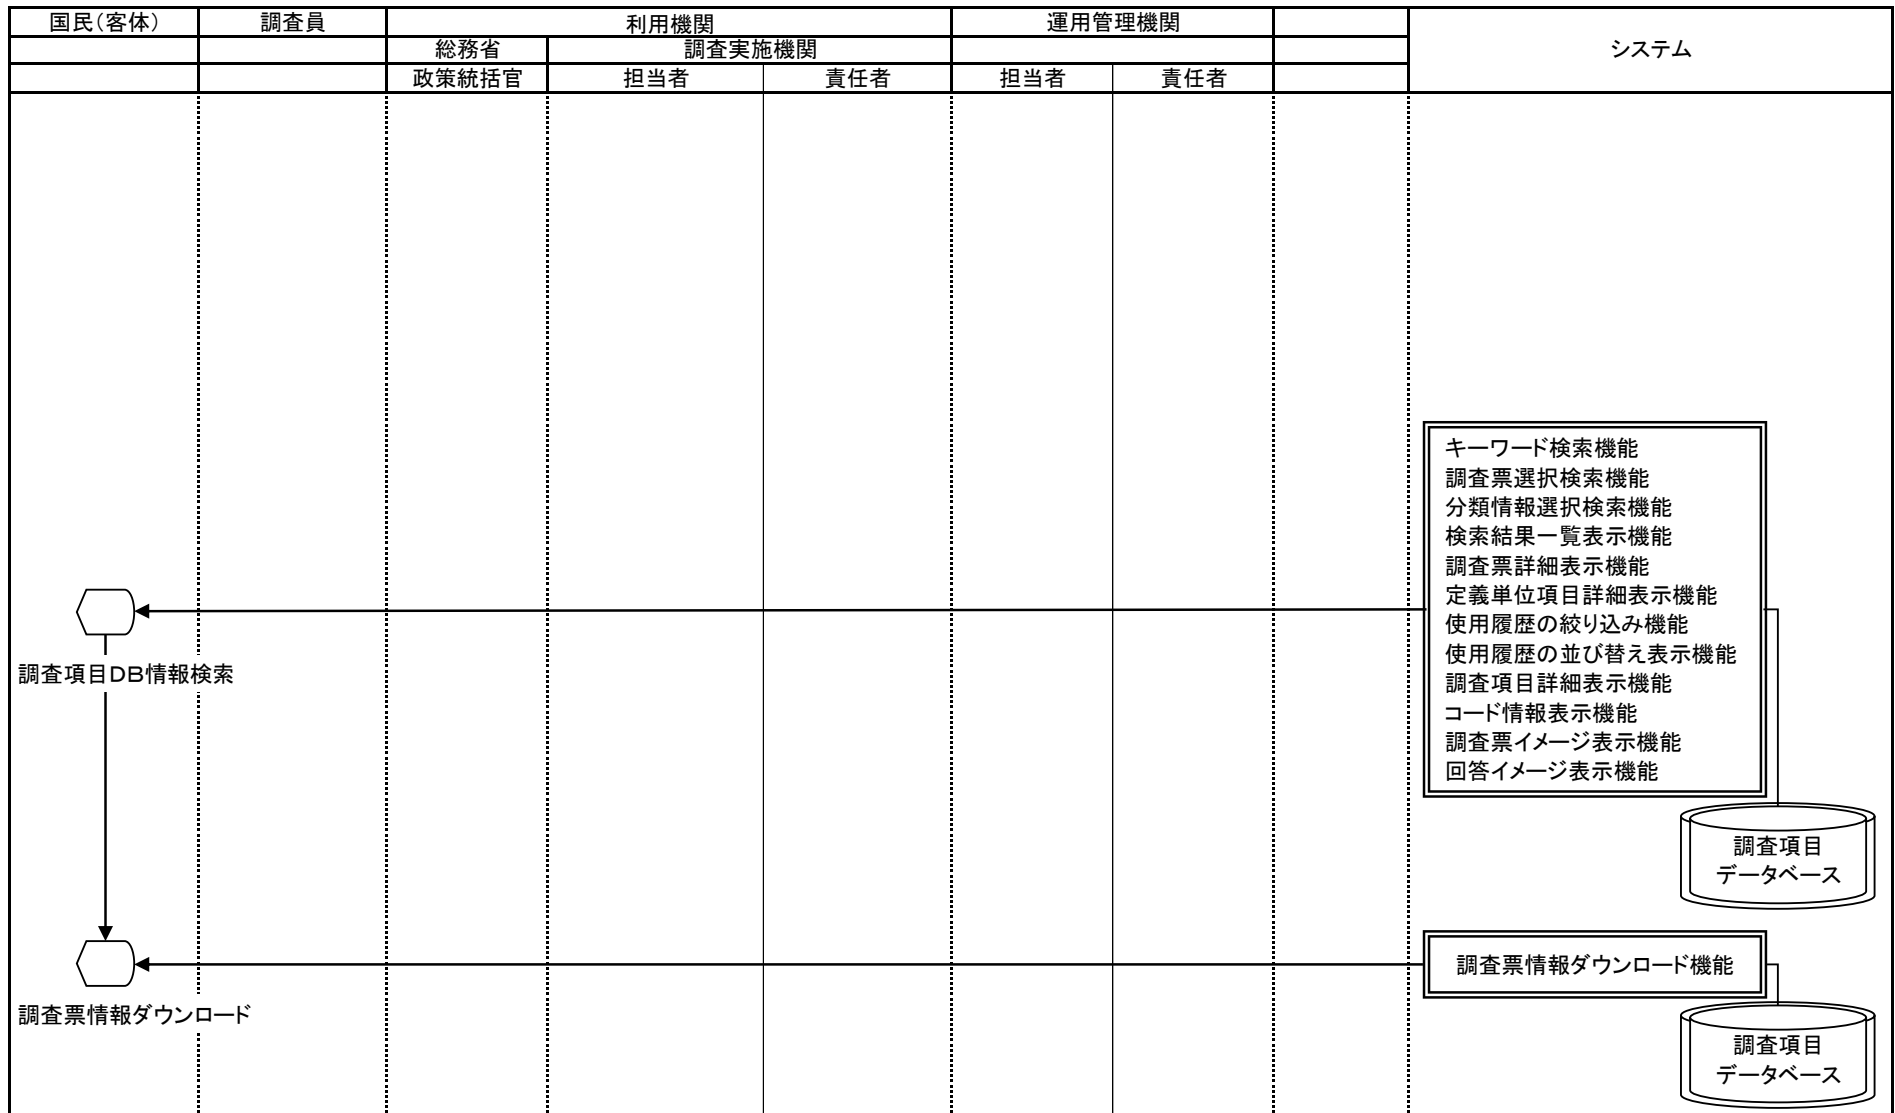 国民(客体)
調査員
利用機関
運用管理機関
システム
総務省
調査実施機関
政策統括官
担当者
責任者
担当者
責任者
キーワード検索機能
調査票選択検索機能
分類情報選択検索機能
検索結果一覧表示機能
調査票詳細表示機能
定義単位項目詳細表示機能
使用履歴の絞り込み機能
使用履歴の並び替え表示機能
調査項目詳細表示機能
コード情報表示機能
調査票イメージ表示機能
回答イメージ表示機能
調査項目DB情報検索
調査項目
データベース
調査票情報ダウンロード機能
調査票情報ダウンロード
調査項目
データベース